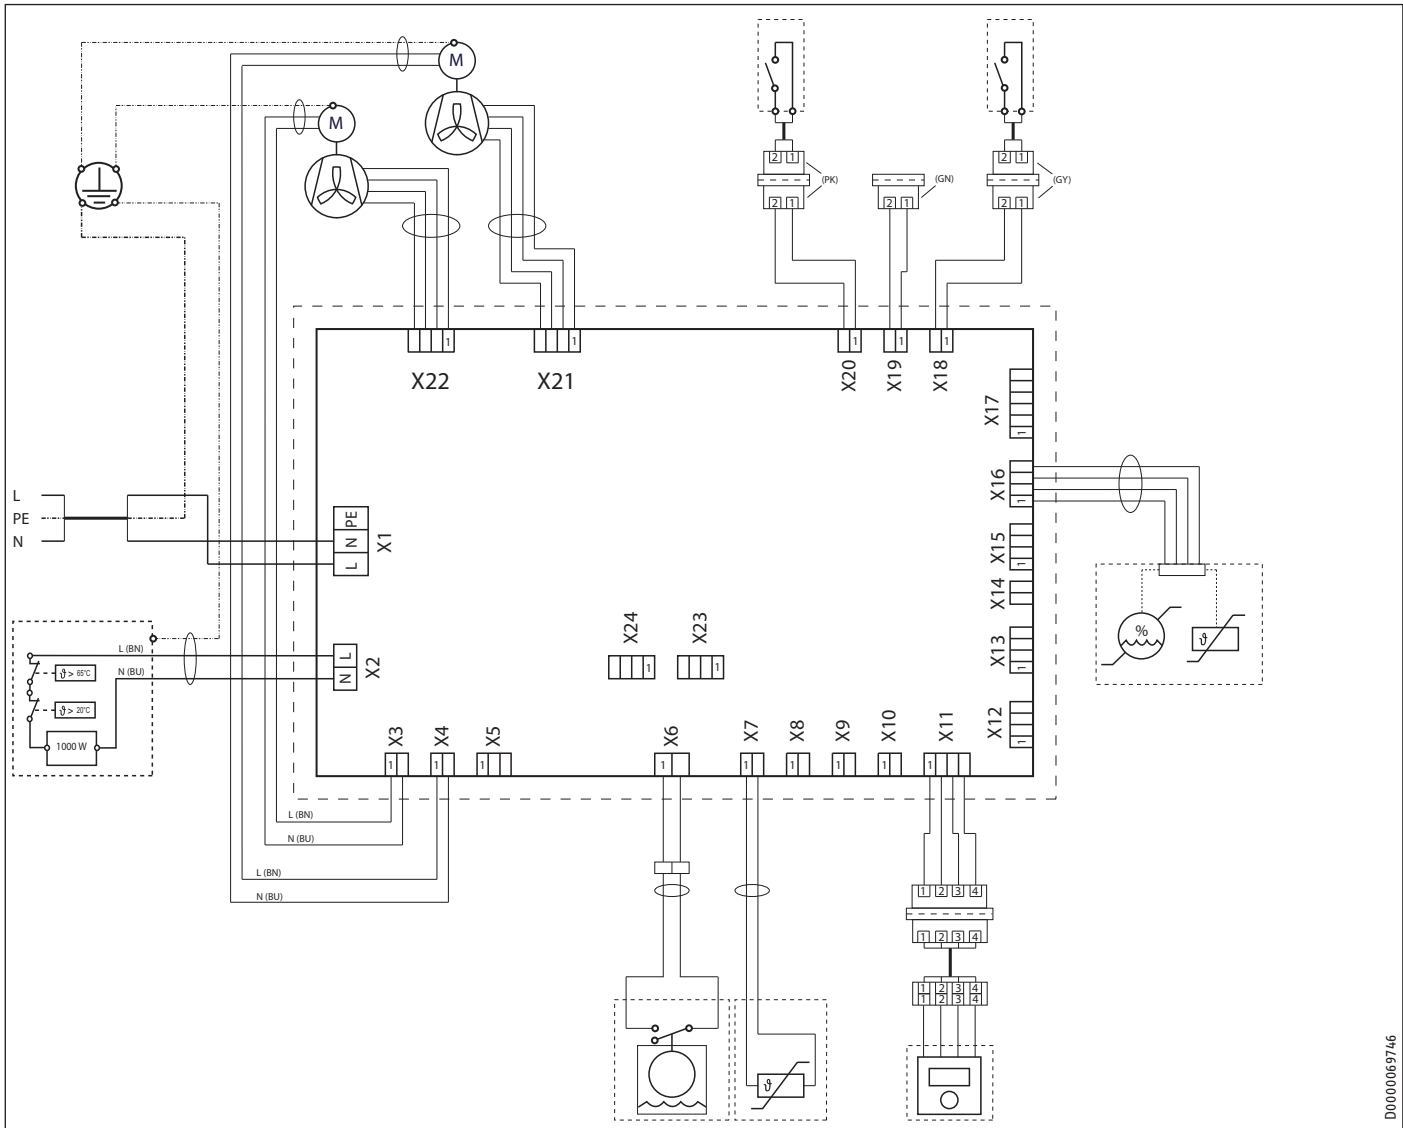 M
M
2 1
2 1
(PK)
2 1
(GN)
2 1
2 1
(GY)
1
X22
1
X21
1
X20
1
X19
1
X18
X17
1
X16
1
X15
1
X14
X13
1
X12
1
L
PE
N
PE
N
L
X1
L
N
X2
L (BN)
N (BU)
ϑ > 65°C
ϑ > 20°C
1000 W
%
ϑ
X24
1
X23
1
X3
1
X4
1
X5
1
X6
1
X7
1
X8
1
X9
1
X10
1
X11
1
L (BN)
N (BU)
L (BN)
N (BU)
1 2 3 4
1 2 3 4
1 2 3 4
1 2 3 4
ϑ
D0000069746